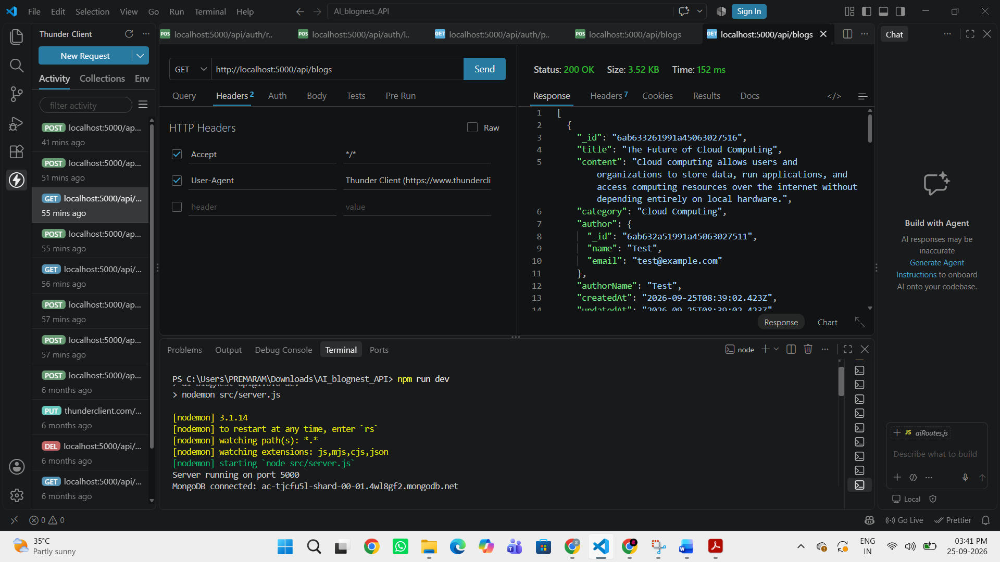 File Edit Selection View Go Run Terminal Help
AI_blognest_API
Sign In
Thunder Client
New Request
Activity Collections Env
filter activity
POST localhost:5000/ap...
41 mins ago
POST localhost:5000/ap...
51 mins ago
GET localhost:5000/api/...
55 mins ago
POST localhost:5000/ap...
55 mins ago
GET localhost:5000/api/...
56 mins ago
POST localhost:5000/ap...
57 mins ago
POST localhost:5000/ap...
57 mins ago
POST localhost:5000/ap...
6 months ago
PUT thunderclient.com/...
6 months ago
DEL localhost:5000/api/...
6 months ago
GET localhost:5000/api/...
6 months ago
POS localhost:5000/api/auth/r..
POS localhost:5000/api/auth/l..
GET localhost:5000/api/auth/p..
POS localhost:5000/api/blogs
GET localhost:5000/api/blogs
GET http://localhost:5000/api/blogs Send
Query Headers 2 Auth Body Tests Pre Run
HTTP Headers Raw
Accept */*
User-Agent Thunder Client (https://www.thundercli
header value
Status: 200 OK Size: 3.52 KB Time: 152 ms
Response Headers 7 Cookies Results Docs </>
1 [
2 {
3 "_id": "6ab633261991a45063027516",
4 "title": "The Future of Cloud Computing",
5 "content": "Cloud computing allows users and
organizations to store data, run applications, and
access computing resources over the internet without
depending entirely on local hardware.",
6 "category": "Cloud Computing",
7 "author": {
8 "_id": "6ab632a51991a45063027511",
9 "name": "Test",
10 "email": "test@example.com"
11 },
12 "authorName": "Test",
13 "createdAt": "2026-09-25T08:39:02.423Z",
14 "updatedAt": "2026-09-25T08:39:02.423Z"
Response Chart
Problems Output Debug Console Terminal Ports
node
PS C:\Users\PREMARAM\Downloads\AI_blognest_API> npm run dev
> nodemon src/server.js
[nodemon] 3.1.14
[nodemon] to restart at any time, enter `rs`
[nodemon] watching path(s): *.*
[nodemon] watching extensions: js,mjs,cjs,json
[nodemon] starting `node src/server.js`
Server running on port 5000
MongoDB connected: ac-tjcfu5l-shard-00-01.4wl8gf2.mongodb.net
Chat
Build with Agent
AI responses may be
inaccurate
Generate Agent
Instructions to onboard
AI onto your codebase.
JS aiRoutes.js
Describe what to build
Local
0 0
Go Live Prettier
35°C
Partly sunny
ENG
IN
03:41 PM
25-09-2026